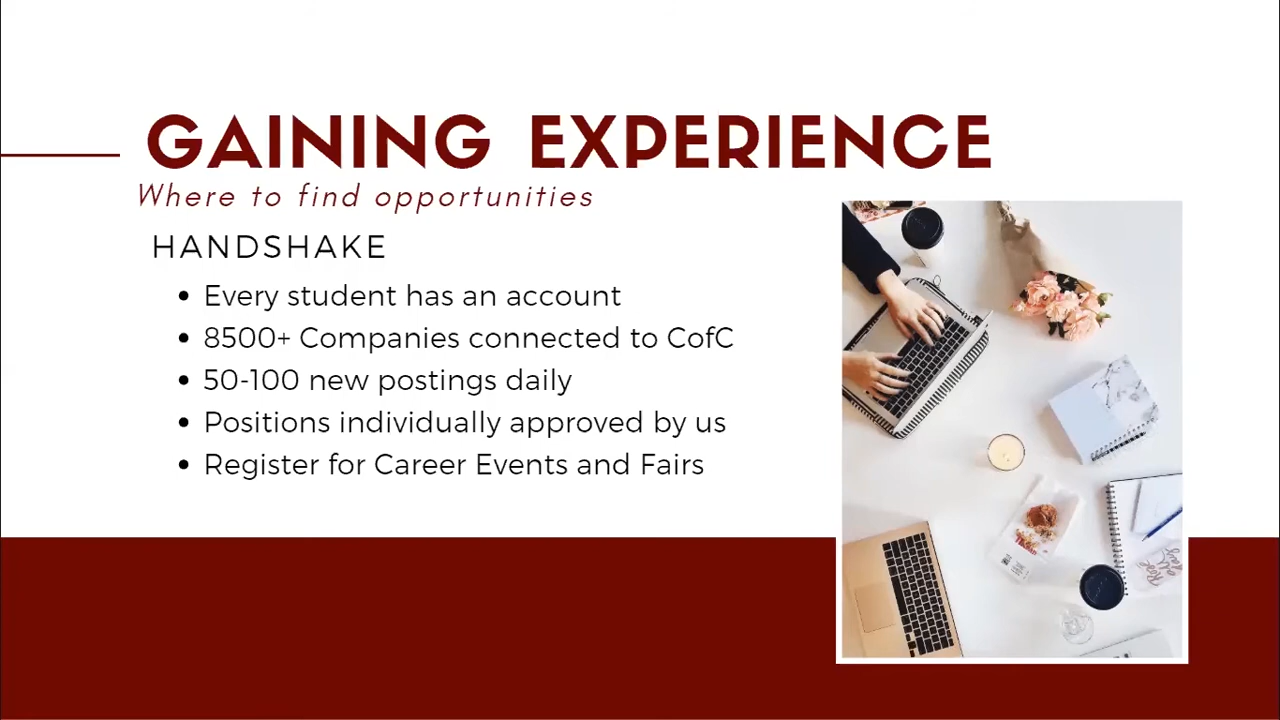 GAINING EXPERIENCE
Where to find opportunities
HANDSHAKE
• Every student has an account
• 8500+ Companies connected to CofC
• 50-100 new postings daily
• Positions individually approved by us
• Register for Career Events and Fairs